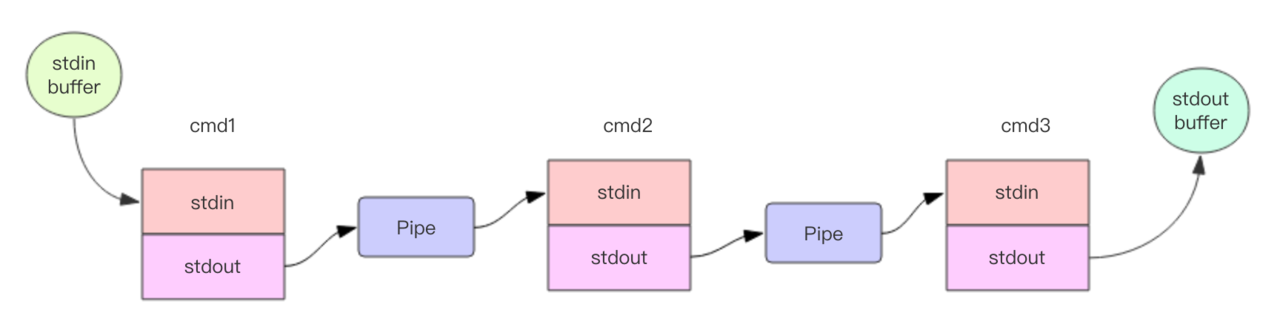 stdin
buffer
cmd1
stdin
stdout
Pipe
cmd2
stdin
stdout
Pipe
cmd3
stdin
stdout
stdout
buffer